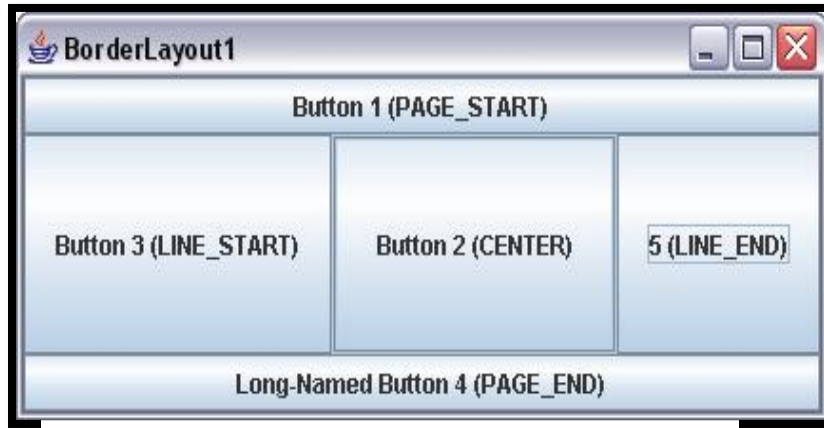 BorderLayout1
Button 1 (PAGE_START)
Button 3 (LINE_START)
Button 2 (CENTER)
5 (LINE_END)
Long-Named Button 4 (PAGE_END)